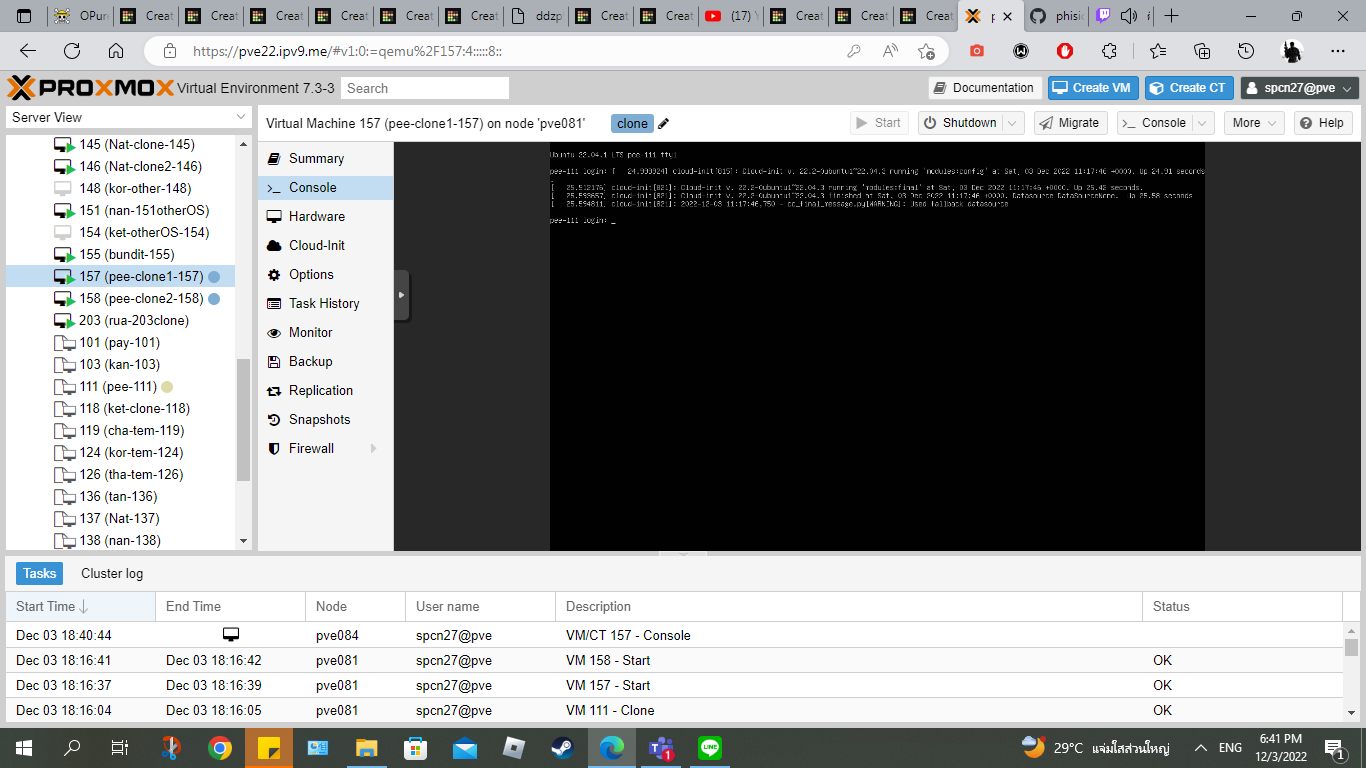 OPur
Creat
Creat
Creat
Creat
Creat
Creat
ddzp
Creat
Creat
(17) Y
Creat
Creat
Creat
p
phisi
https://pve22.ipv9.me/#v1:0:=qemu%2F157:4:::::8::
PROXMOX Virtual Environment 7.3-3
Search
Documentation
Create VM
Create CT
spcn27@pve
Server View
Virtual Machine 157 (pee-clone1-157) on node 'pve081'
clone
Start
Shutdown
Migrate
Console
More
Help
145 (Nat-clone-145)
146 (Nat-clone2-146)
148 (kor-other-148)
151 (nan-151otherOS)
154 (ket-otherOS-154)
155 (bundit-155)
157 (pee-clone1-157)
158 (pee-clone2-158)
203 (rua-203clone)
101 (pay-101)
103 (kan-103)
111 (pee-111)
118 (ket-clone-118)
119 (cha-tem-119)
124 (kor-tem-124)
126 (tha-tem-126)
136 (tan-136)
137 (Nat-137)
138 (nan-138)
Summary
Console
Hardware
Cloud-Init
Options
Task History
Monitor
Backup
Replication
Snapshots
Firewall
Ubuntu 22.04.1 LTS pee-111 tty1
pee-111 login: [   24.993924] cloud-init[815]: Cloud-init v. 22.2-0ubuntu1~22.04.3 running 'modules:config' at Sat, 03 Dec 2022 11:17:46 +0000. Up 24.91 seconds
[   25.512176] cloud-init[821]: Cloud-init v. 22.2-0ubuntu1~22.04.3 running 'modules:final' at Sat, 03 Dec 2022 11:17:46 +0000. Up 25.42 seconds.
[   25.593657] cloud-init[821]: Cloud-init v. 22.2-0ubuntu1~22.04.3 finished at Sat, 03 Dec 2022 11:17:46 +0000. Datasource DataSourceNone.  Up 25.58 seconds
[   25.594811] cloud-init[821]: 2022-12-03 11:17:46,750 - cc_final_message.py[WARNING]: Used fallback datasource
pee-111 login: _
Tasks
Cluster log
Start Time
End Time
Node
User name
Description
Status
Dec 03 18:40:44 pve084 spcn27@pve VM/CT 157 - Console
Dec 03 18:16:41 Dec 03 18:16:42 pve081 spcn27@pve VM 158 - Start OK
Dec 03 18:16:37 Dec 03 18:16:39 pve081 spcn27@pve VM 157 - Start OK
Dec 03 18:16:04 Dec 03 18:16:05 pve081 spcn27@pve VM 111 - Clone OK
29°C แจ่มใสส่วนใหญ่
ENG
6:41 PM
12/3/2022
1